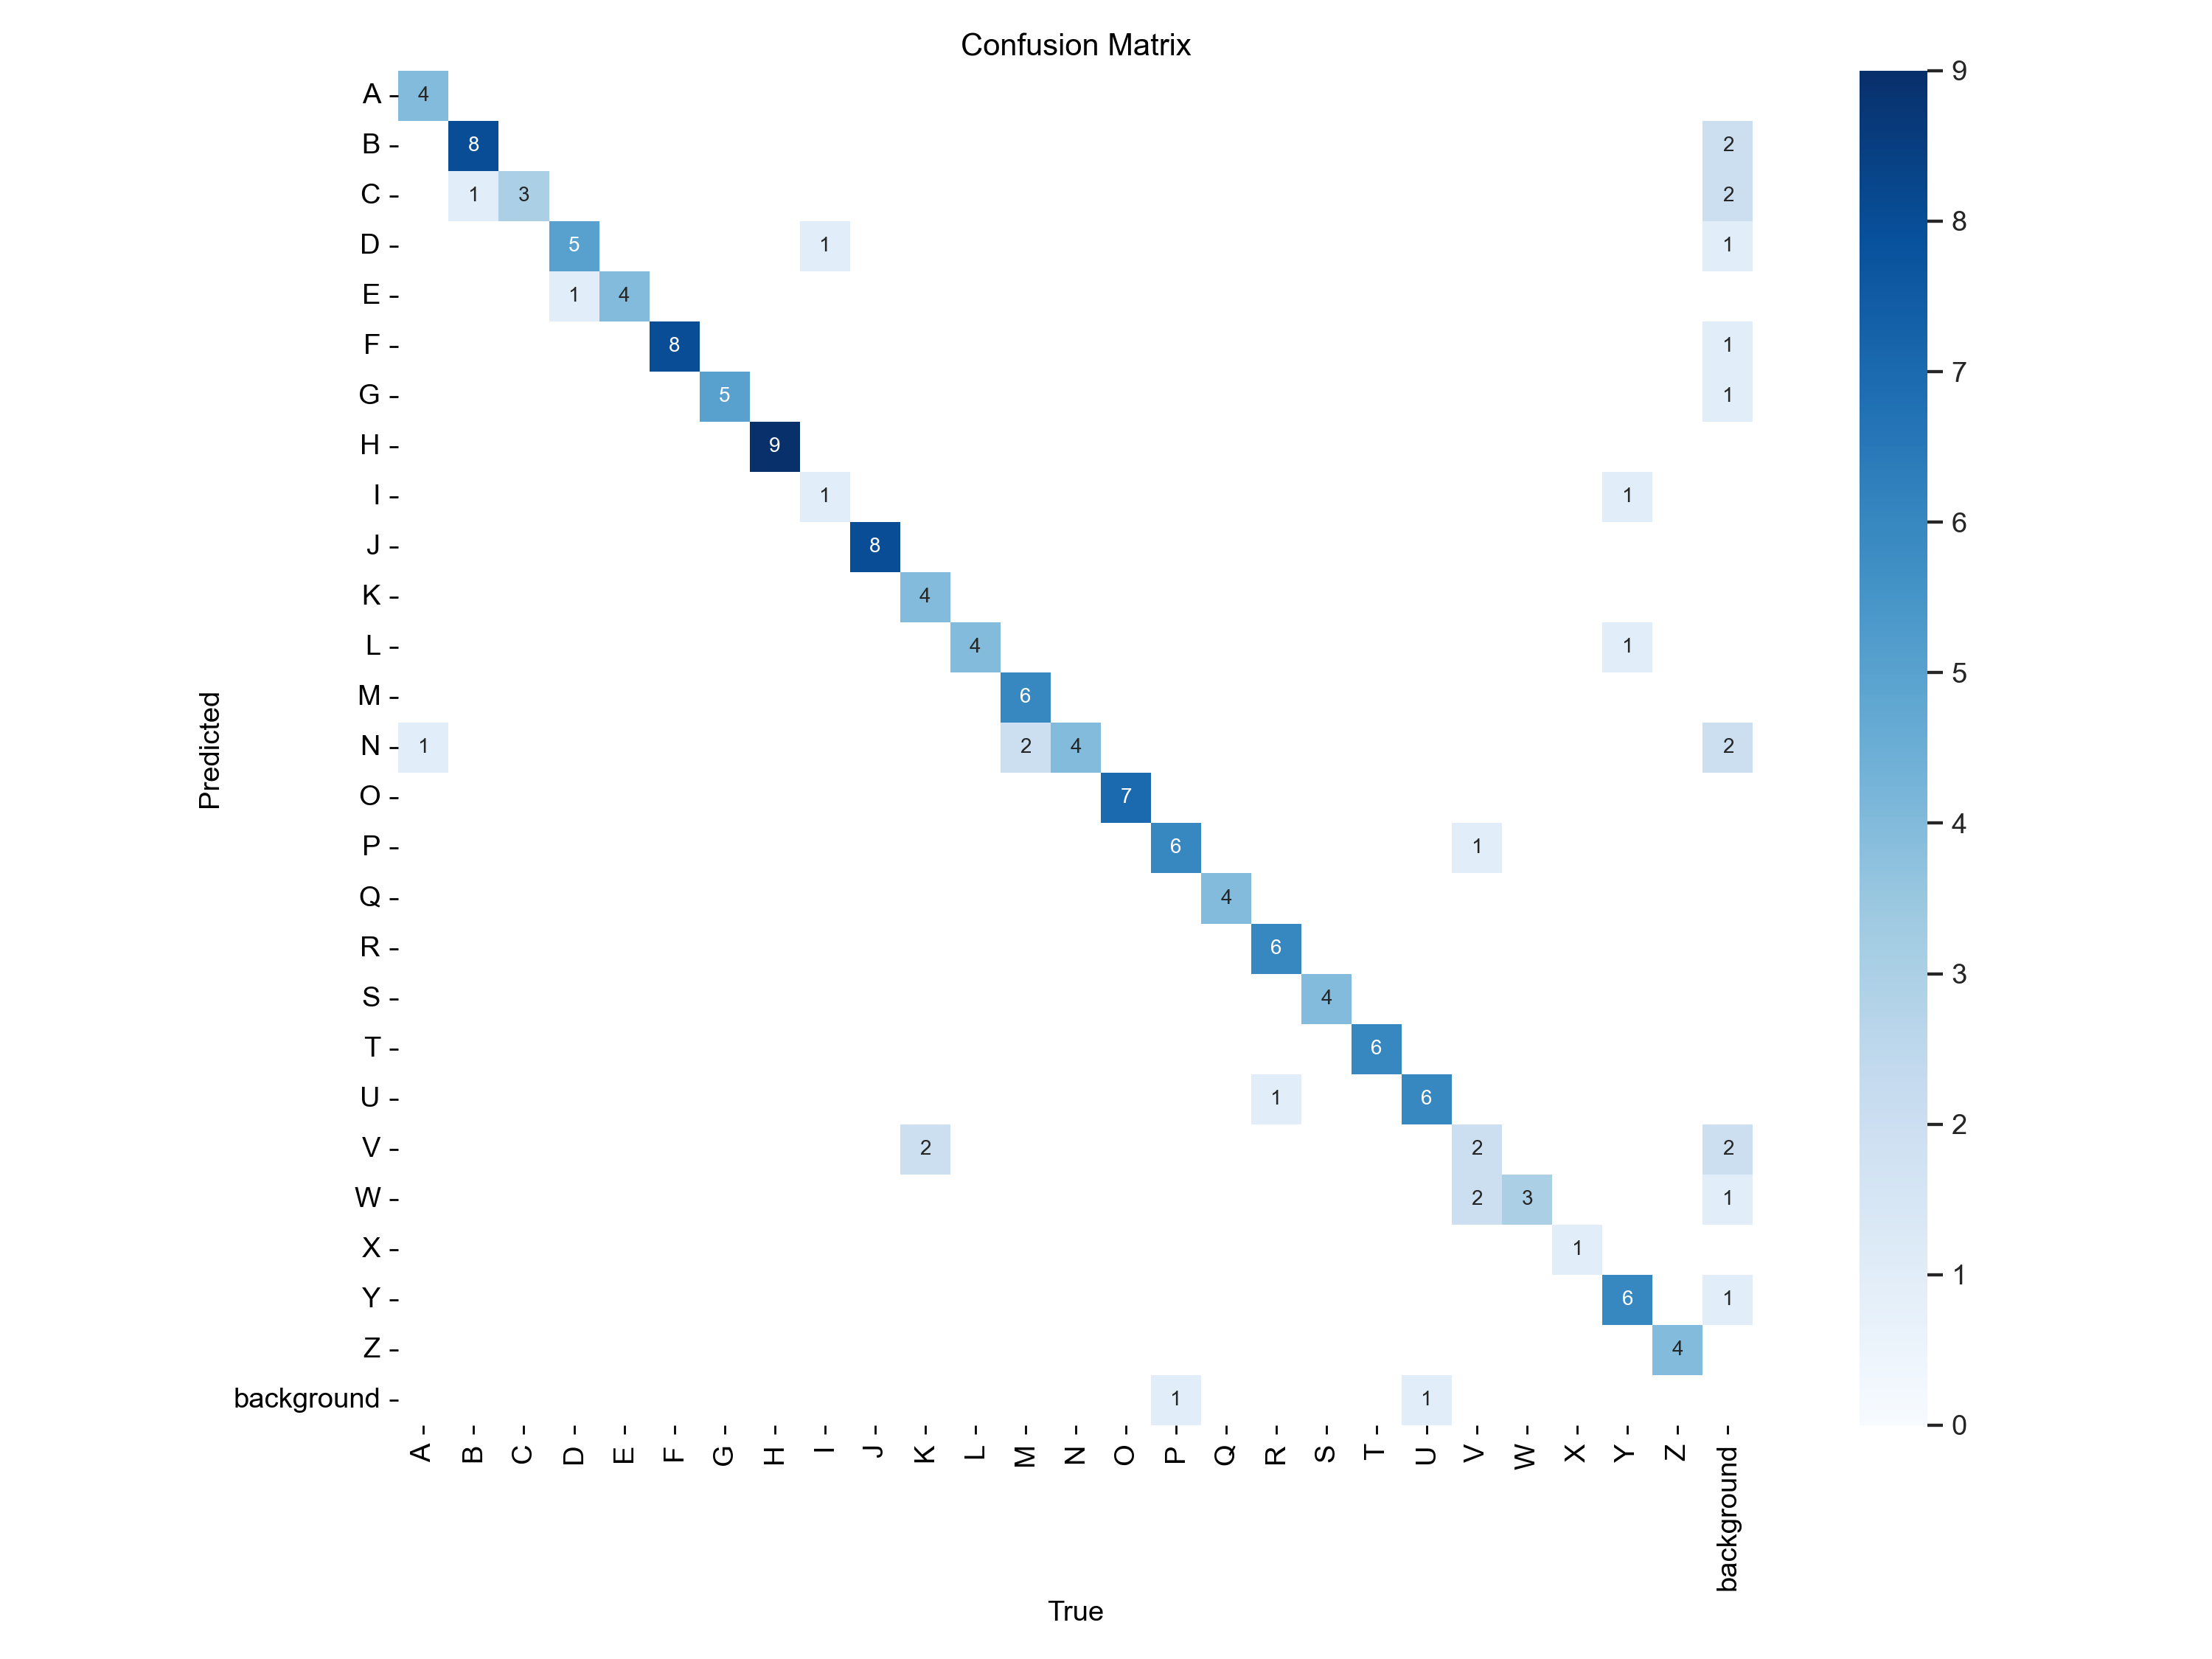 Confusion Matrix
A 4
B 8 2
C 1 3 2
D 5 1 1
E 1 4
F 8 1
G 5 1
H 9
I 1 1
J 8
K 4
L 4 1
M 6
N 1 2 4 2
O 7
P 6 1
Q 4
R 6
S 4
T 6
U 1 6
V 2 2 2
W 2 3 1
X 1
Y 6 1
Z 4
background 1 1
A B C D E F G H I J K L M N O P Q R S T U V W X Y Z background
True
Predicted
9
8
7
6
5
4
3
2
1
0